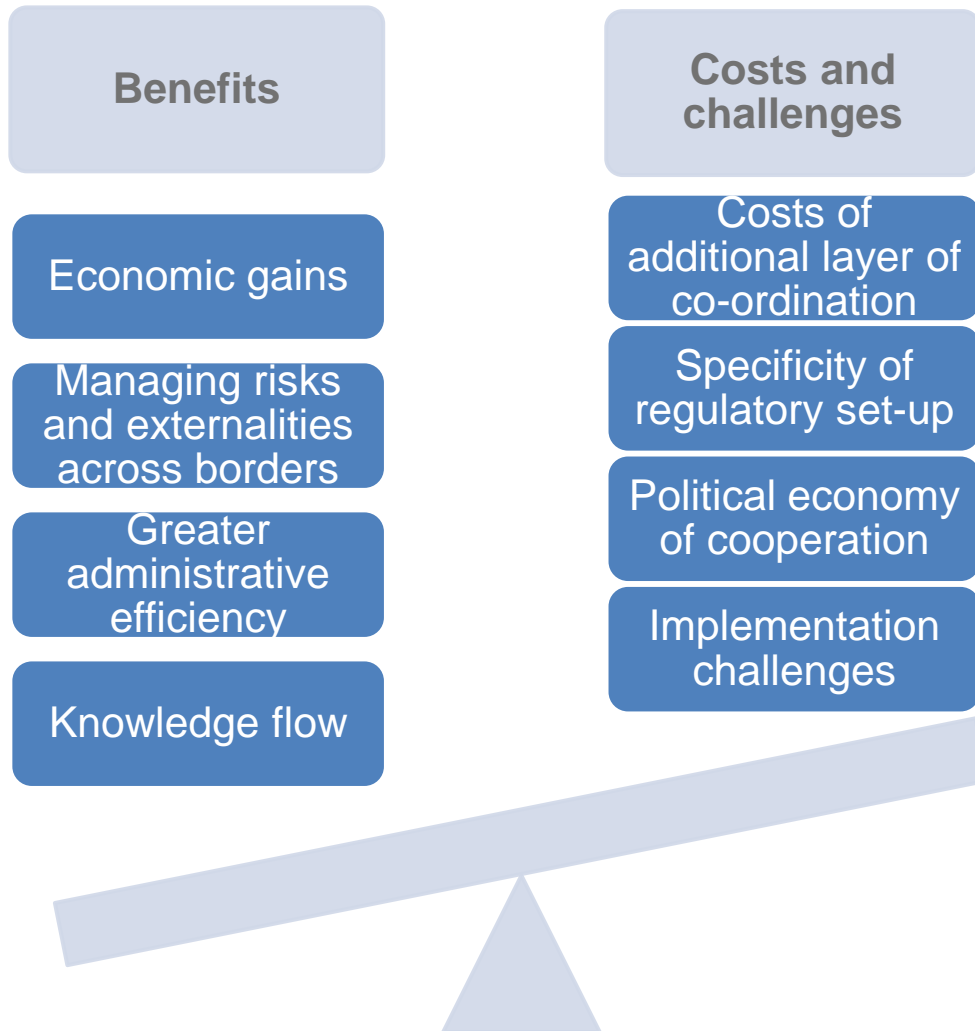 Benefits
Economic gains
Managing risks
and externalities
across borders
Greater
administrative
efficiency
Knowledge flow
Costs and
challenges
Costs of
additional layer of
co-ordination
Specificity of
regulatory set-up
Political economy
of cooperation
Implementation
challenges